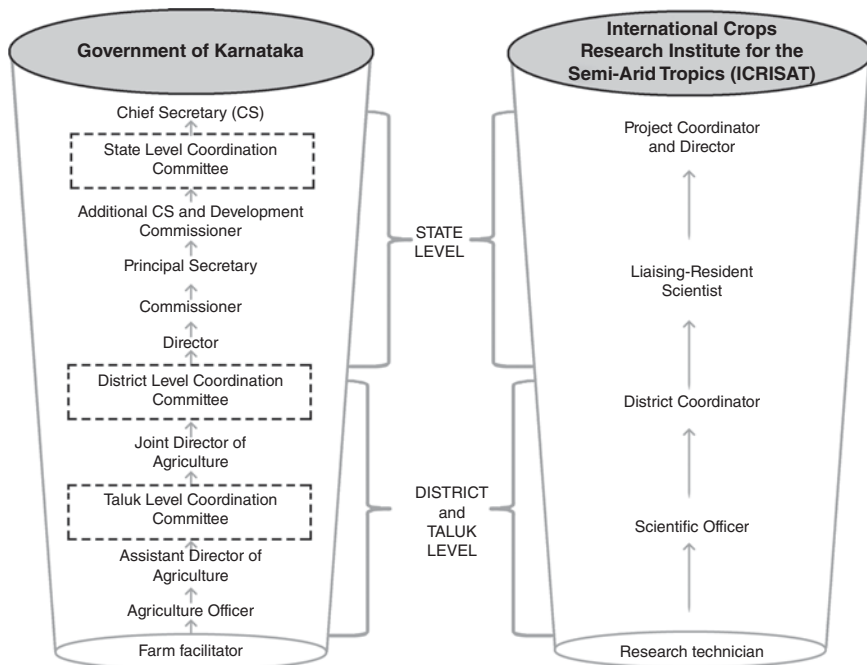 Government of Karnataka
Chief Secretary (CS)
State Level Coordination
Committee
Additional CS and Development
Commissioner
Principal Secretary
Commissioner
Director
District Level Coordination
Committee
Joint Director of
Agriculture
Taluk Level Coordination
Committee
Assistant Director of
Agriculture
Agriculture Officer
Farm facilitator
STATE
LEVEL
DISTRICT
and
TALUK
LEVEL
International Crops
Research Institute for the
Semi-Arid Tropics (ICRISAT)
Project Coordinator
and Director
Liaising-Resident
Scientist
District Coordinator
Scientific Officer
Research technician